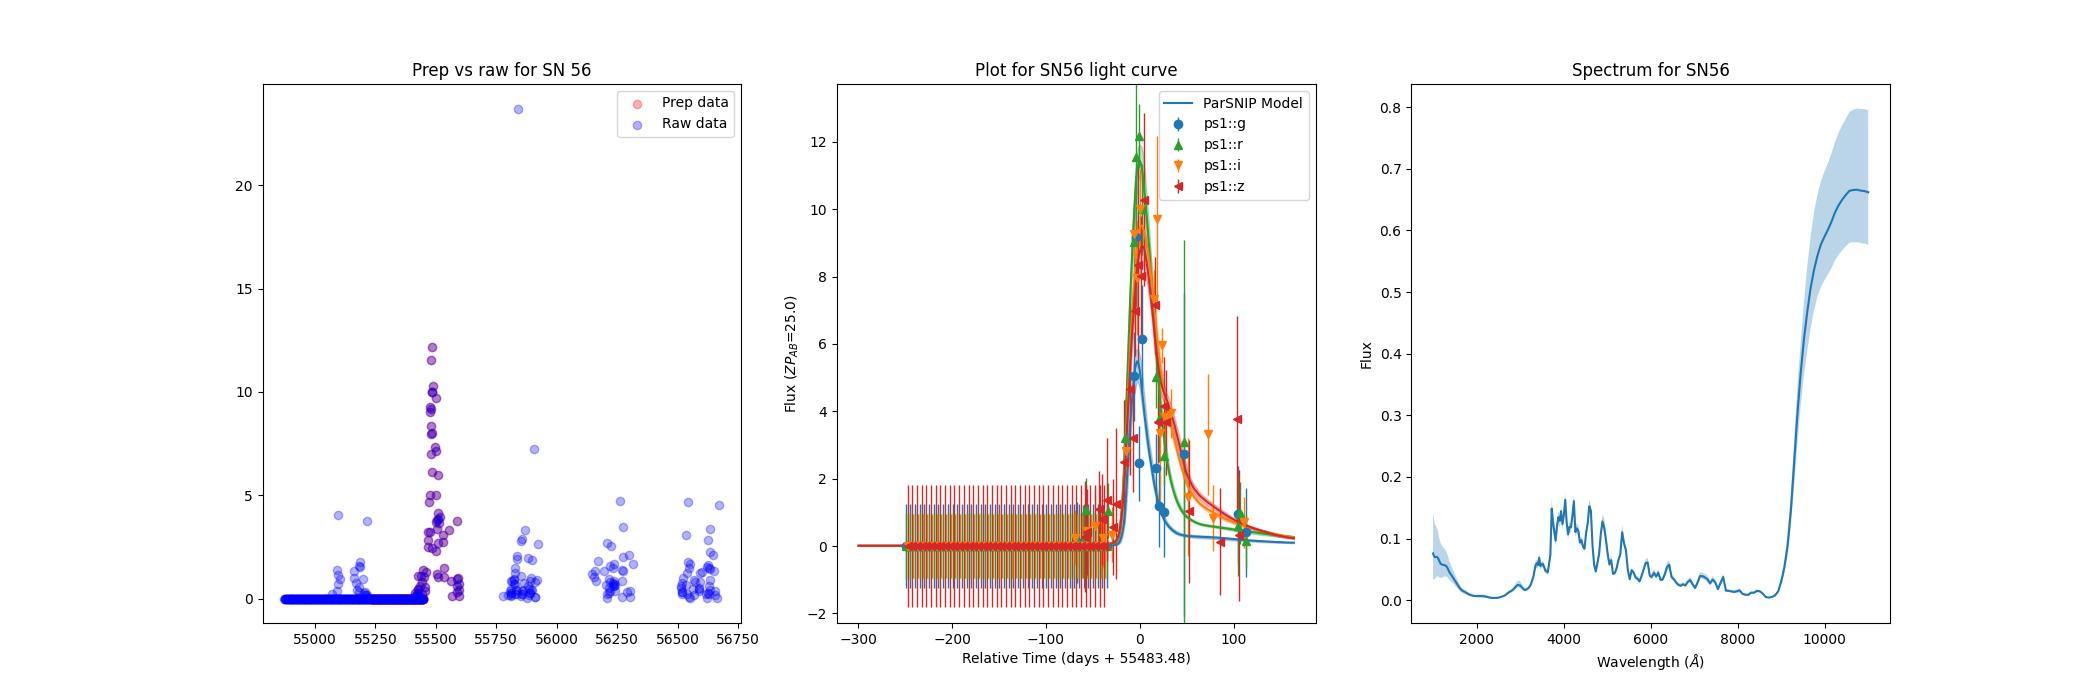 Prep vs raw for SN 56
Prep data
Raw data
20
15
10
5
0
55000
55250
55500
55750
56000
56250
56500
56750
Plot for SN56 light curve
ParSNIP Model
ps1::g
ps1::r
ps1::i
ps1::z
Flux (ZP_AB=25.0)
12
10
8
6
4
2
0
−2
−300
−200
−100
0
100
Relative Time (days + 55483.48)
Spectrum for SN56
Flux
0.8
0.7
0.6
0.5
0.4
0.3
0.2
0.1
0.0
2000
4000
6000
8000
10000
Wavelength (Å)